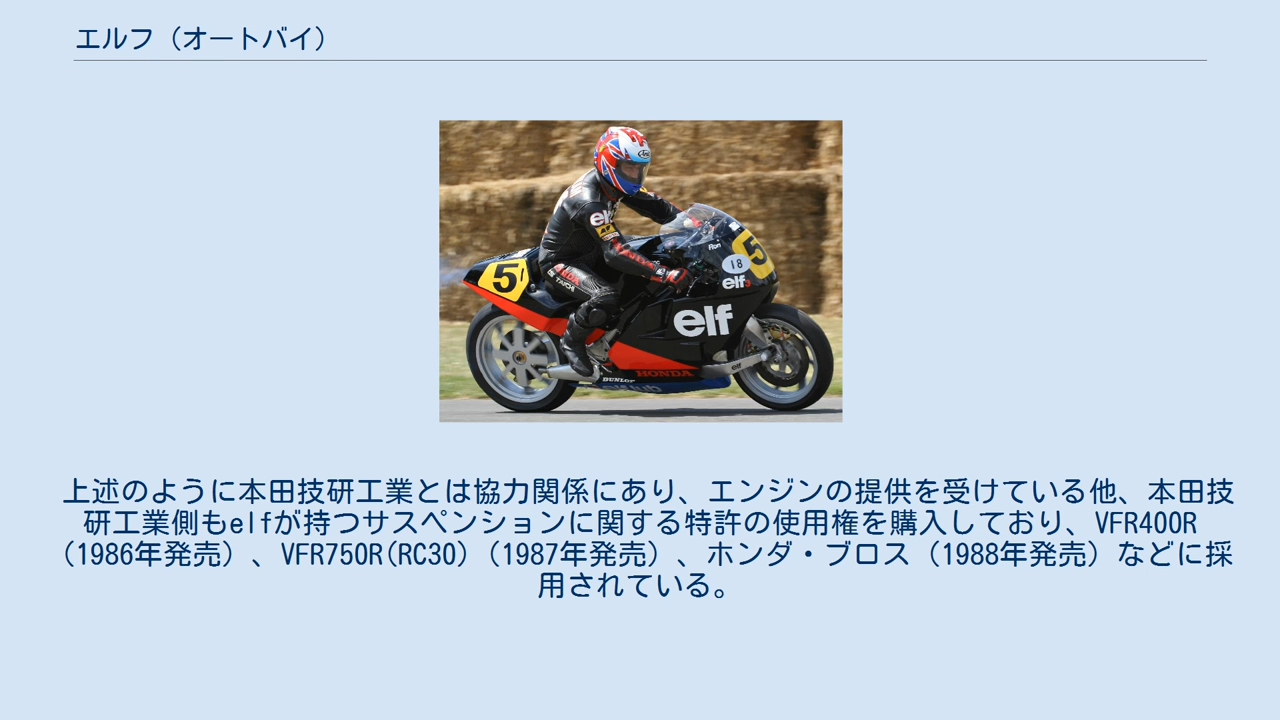 エルフ（オートバイ）
elf
5
5
Ron
18
elf3
elf
HONDA
DUNLOP
elf
上述のように本田技研工業とは協力関係にあり、エンジンの提供を受けている他、本田技
研工業側もelfが持つサスペンションに関する特許の使用権を購入しており、VFR400R
（1986年発売）、VFR750R(RC30)（1987年発売）、ホンダ・ブロス（1988年発売）などに採
用されている。